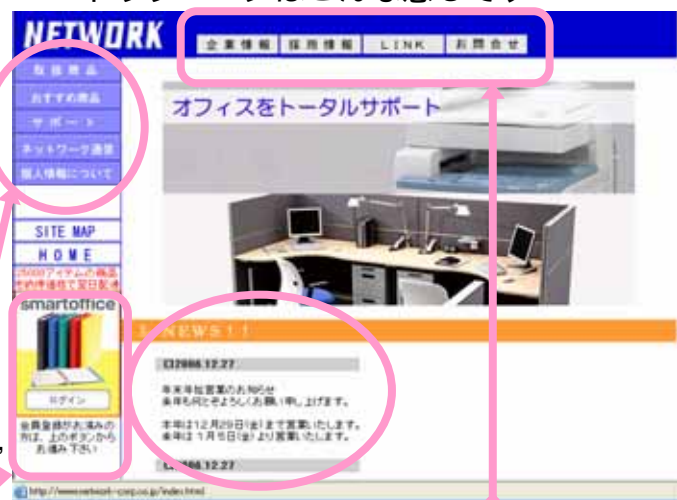 NETWORK
企業情報 採用情報 LINK お問合せ
取扱商品
おすすめ商品
サポート
ネットワーク通信
個人情報について
オフィスをトータルサポート
SITE MAP
HOME
smartoffice
ログイン
会員登録がお済みの
方は、上のボタンから
お進み下さい
NEWS!!
2006.12.27
年末年始営業のお知らせ
来年も何とぞよろしくお願い申し上げます。
本年は12月29日(金)まで営業いたします。
来年は1月5日(金)より営業いたします。
2006.12.27
http://www.network-corp.co.jp/index.html